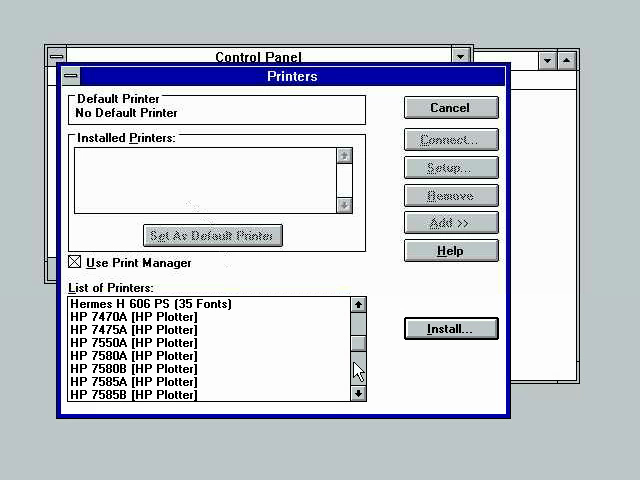 Control Panel
Printers
Default Printer
No Default Printer
Cancel
Installed Printers:
Connect...
Setup...
Remove
Set As Default Printer
Add >>
Help
Use Print Manager
List of Printers:
Hermes H 606 PS (35 Fonts)
HP 7470A [HP Plotter]
HP 7475A [HP Plotter]
HP 7550A [HP Plotter]
HP 7580A [HP Plotter]
HP 7580B [HP Plotter]
HP 7585A [HP Plotter]
HP 7585B [HP Plotter]
Install...